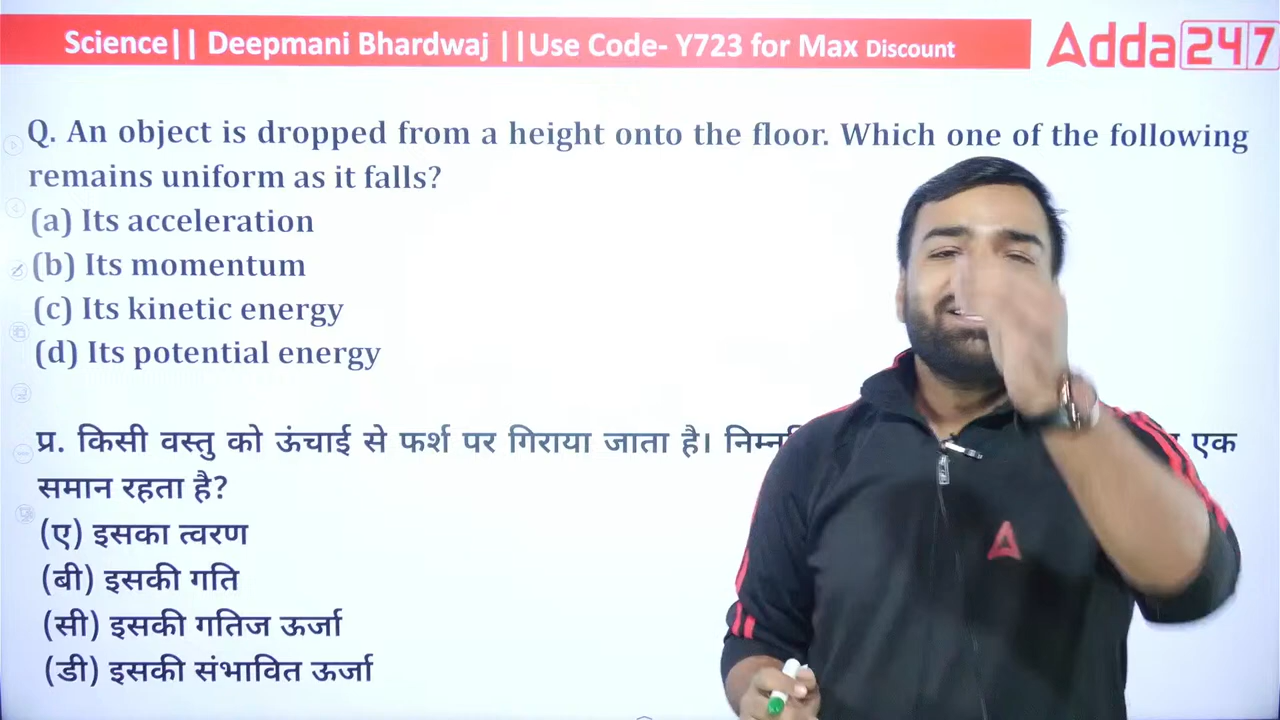 Science|| Deepmani Bhardwaj ||Use Code- Y723 for Max Discount
Adda247
Q. An object is dropped from a height onto the floor. Which one of the following
remains uniform as it falls?
(a) Its acceleration
(b) Its momentum
(c) Its kinetic energy
(d) Its potential energy
प्र. किसी वस्तु को ऊंचाई से फर्श पर गिराया जाता है। एक
समान रहता है?
(ए) इसका त्वरण
(बी) इसकी गति
(सी) इसकी गतिज ऊर्जा
(डी) इसकी संभावित ऊर्जा